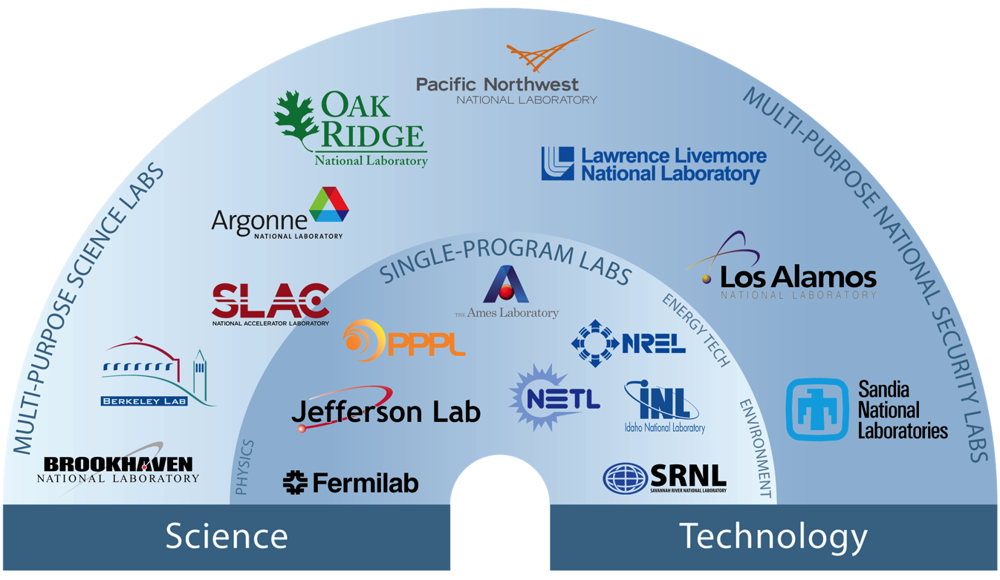 Pacific Northwest
NATIONAL LABORATORY
OAK
RIDGE
National Laboratory
MULTI-PURPOSE NATIONAL SECURITY LABS
Lawrence Livermore
National Laboratory
MULTI-PURPOSE SCIENCE LABS
Argonne
NATIONAL LABORATORY
SINGLE-PROGRAM LABS
Los Alamos
NATIONAL LABORATORY
SLAC
NATIONAL ACCELERATOR LABORATORY
THE Ames Laboratory
ENERGY TECH
PPPL
NREL
BERKELEY LAB
Jefferson Lab
NETL
INL
Idaho National Laboratory
Sandia
National
Laboratories
ENVIRONMENT
PHYSICS
BROOKHAVEN
NATIONAL LABORATORY
Fermilab
SRNL
SAVANNAH RIVER NATIONAL LABORATORY
Science
Technology